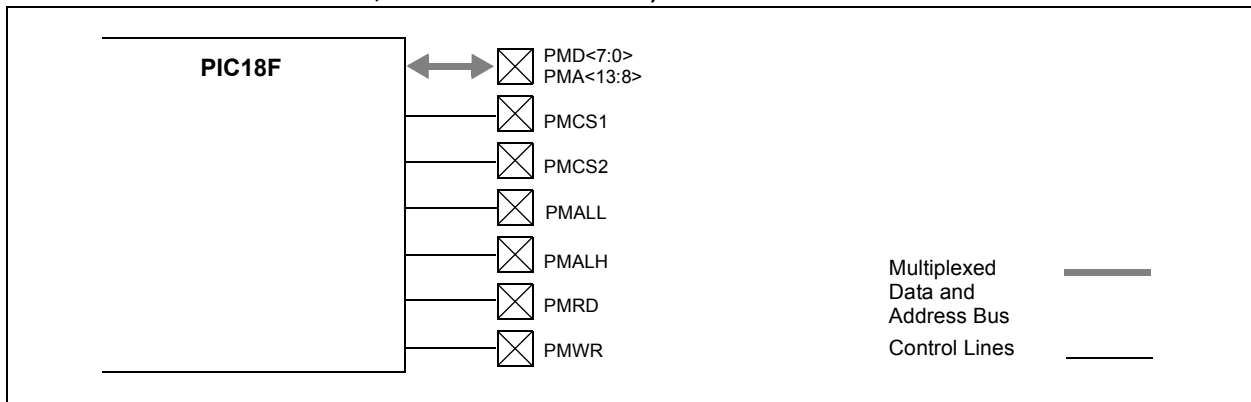 PIC18F
PMD<7:0>
PMA<13:8>
PMCS1
PMCS2
PMALL
PMALH
PMRD
PMWR
Multiplexed
Data and
Address Bus
Control Lines